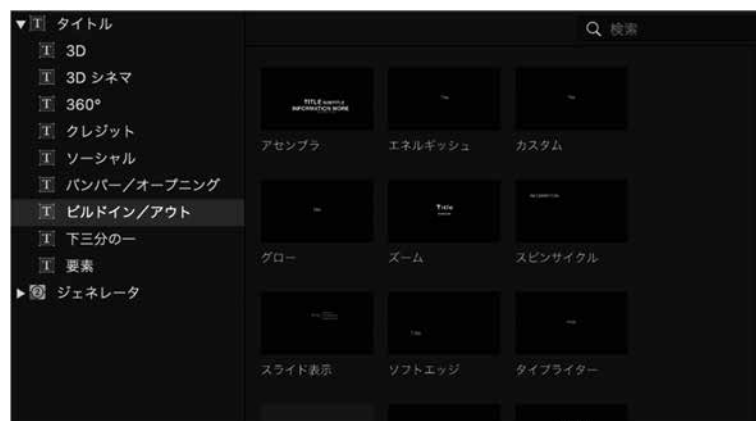 タイトル
検索
3D
3D シネマ
360°
クレジット
ソーシャル
バンパー／オープニング
ビルドイン／アウト
下三分の一
要素
ジェネレータ
TITLE SUBTITLE
INFORMATION MORE
アセンブラ
エネルギッシュ
カスタム
Title
グロー
ズーム
スピンサイクル
スライド表示
ソフトエッジ
タイプライター